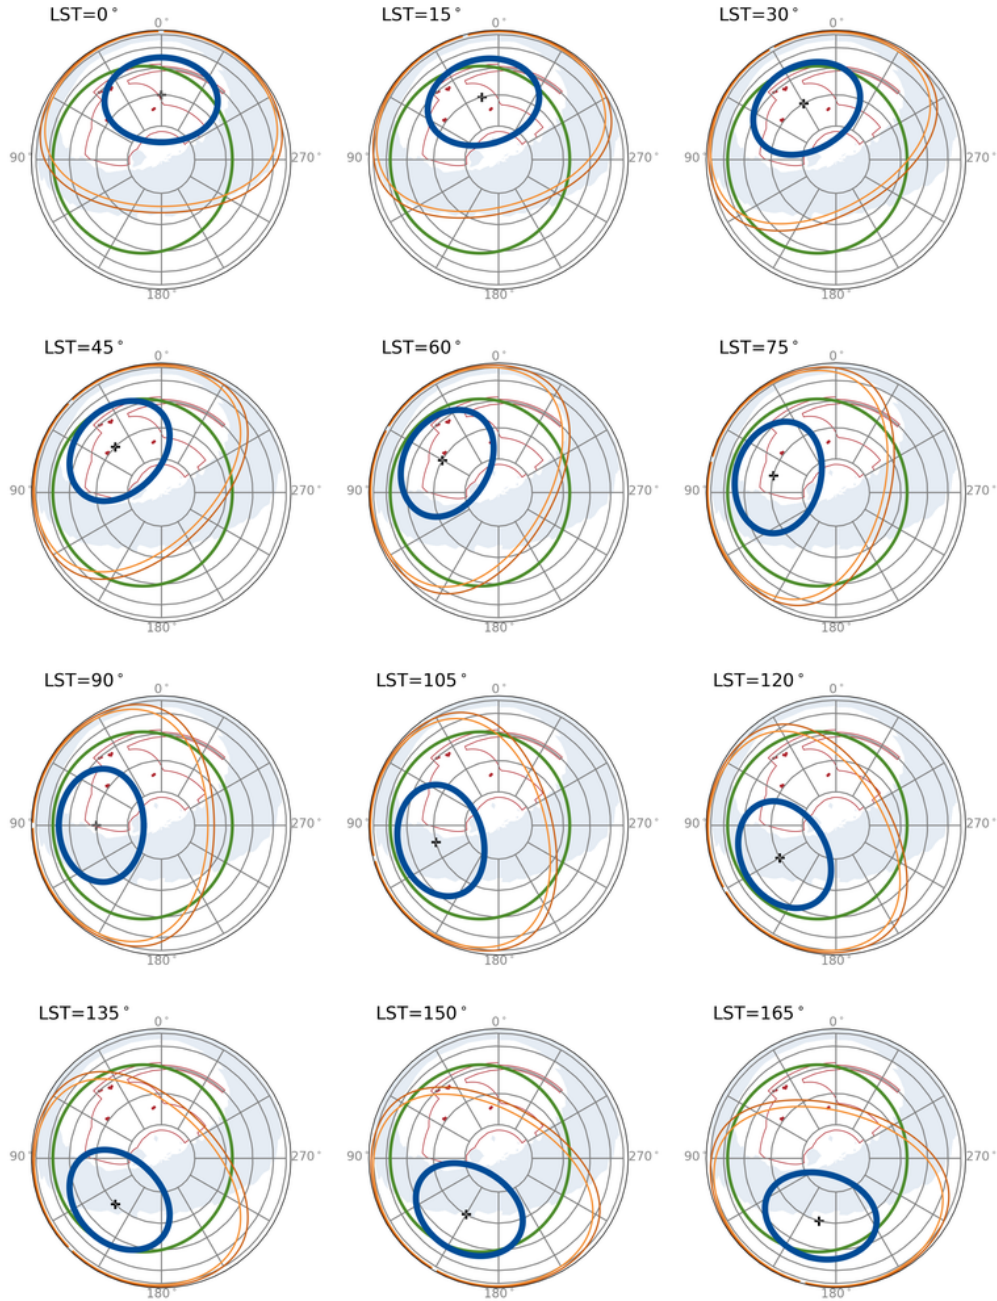 LST=0° LST=15° LST=30°
0° 0° 0°
90° 270° 90° 270° 90° 270°
180° 180° 180°
LST=45° LST=60° LST=75°
0° 0° 0°
90° 270° 90° 270° 90° 270°
180° 180° 180°
LST=90° LST=105° LST=120°
0° 0° 0°
90° 270° 90° 270° 90° 270°
180° 180° 180°
LST=135° LST=150° LST=165°
0° 0° 0°
90° 270° 90° 270° 90° 270°
180° 180° 180°